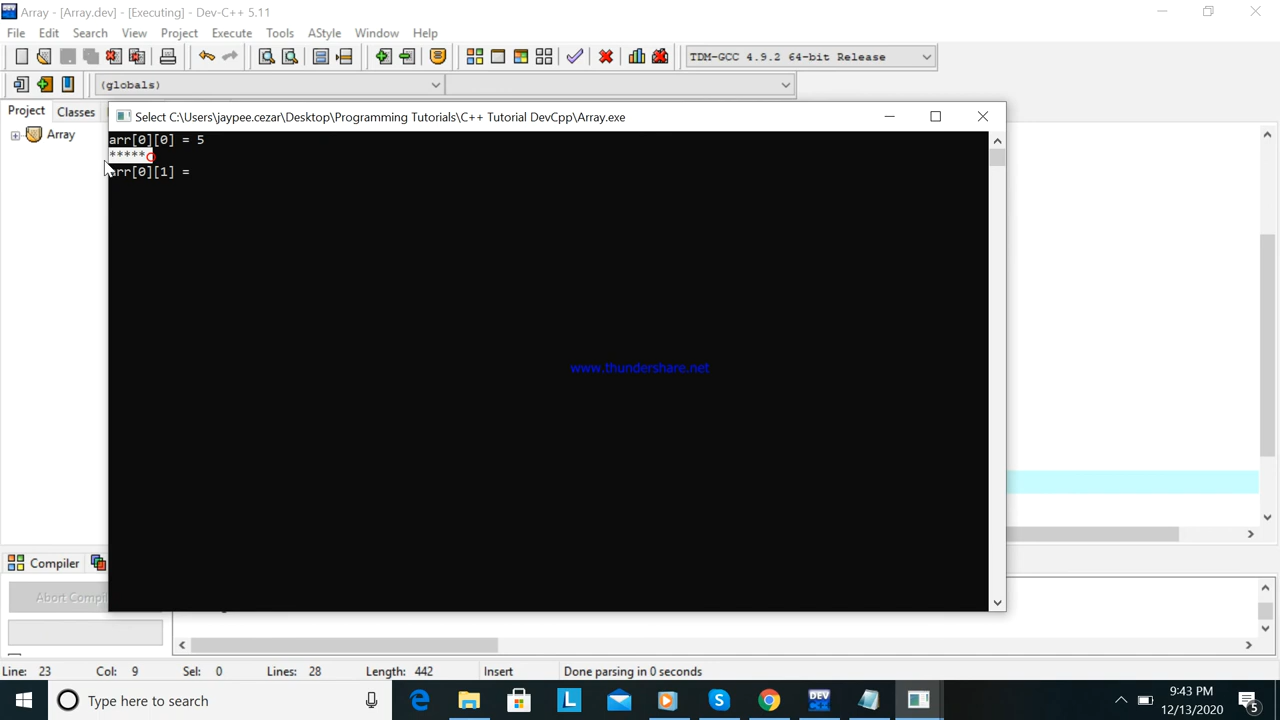 Array - [Array.dev] - [Executing] - Dev-C++ 5.11
File Edit Search View Project Execute Tools AStyle Window Help
TDM-GCC 4.9.2 64-bit Release
(globals)
Project Classes
Select C:\Users\jaypee.cezar\Desktop\Programming Tutorials\C++ Tutorial DevCpp\Array.exe
Array
arr[0][0] = 5
*****
arr[0][1] =
www.thundershare.net
Compiler
Abort Compil
Line: 23 Col: 9 Sel: 0 Lines: 28 Length: 442 Insert Done parsing in 0 seconds
Type here to search
DEV
L
S
9:43 PM
12/13/2020
5